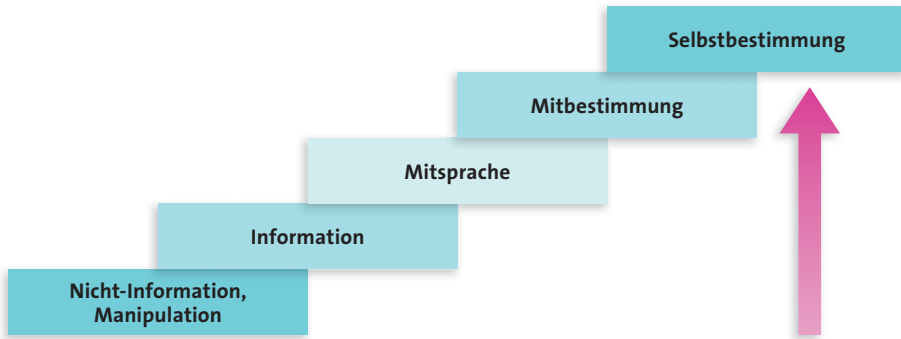 Selbstbestimmung
Mitbestimmung
Mitsprache
Information
Nicht-Information,
Manipulation